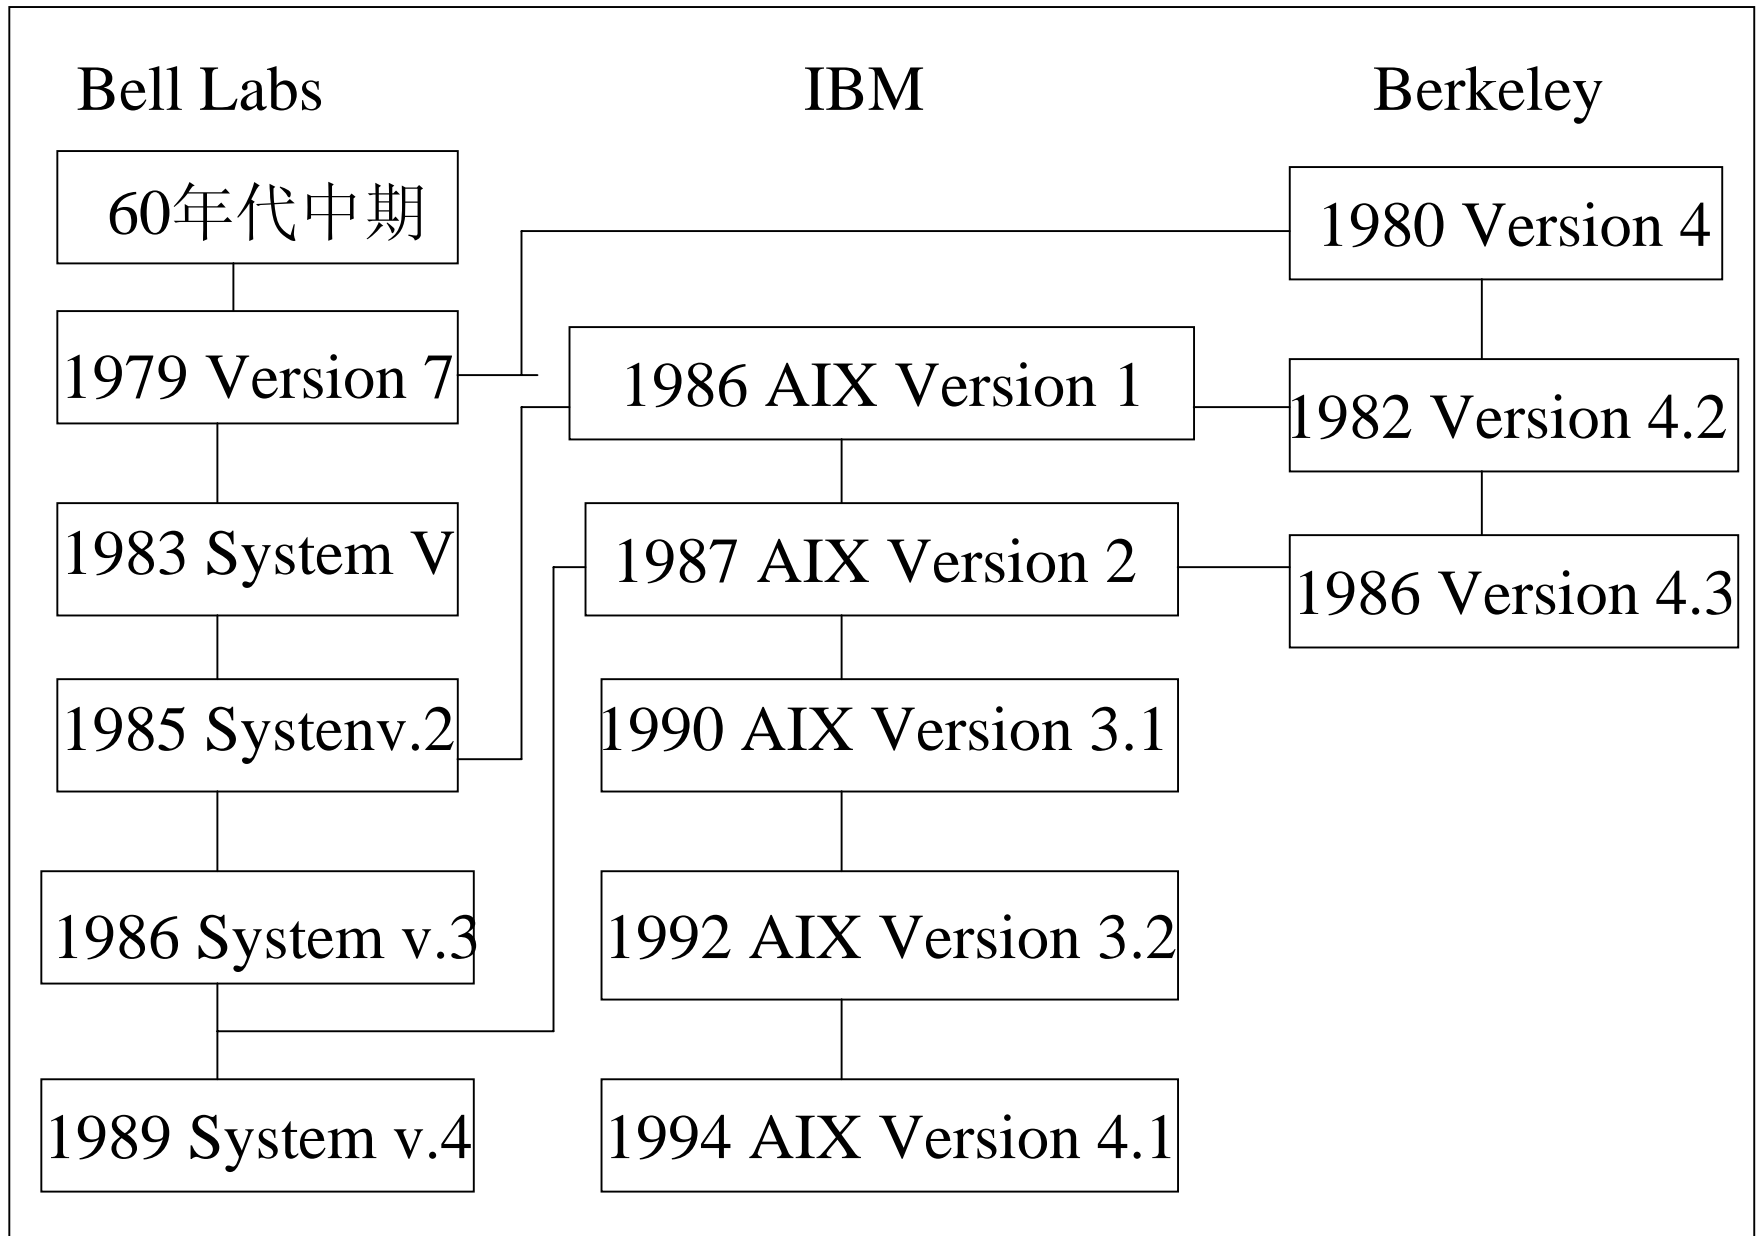 Bell Labs
IBM
Berkeley
60年代中期
1980 Version 4
1979 Version 7
1986 AIX Version 1
1982 Version 4.2
1983 System V
1987 AIX Version 2
1986 Version 4.3
1985 Systenv.2
1990 AIX Version 3.1
1986 System v.3
1992 AIX Version 3.2
1989 System v.4
1994 AIX Version 4.1